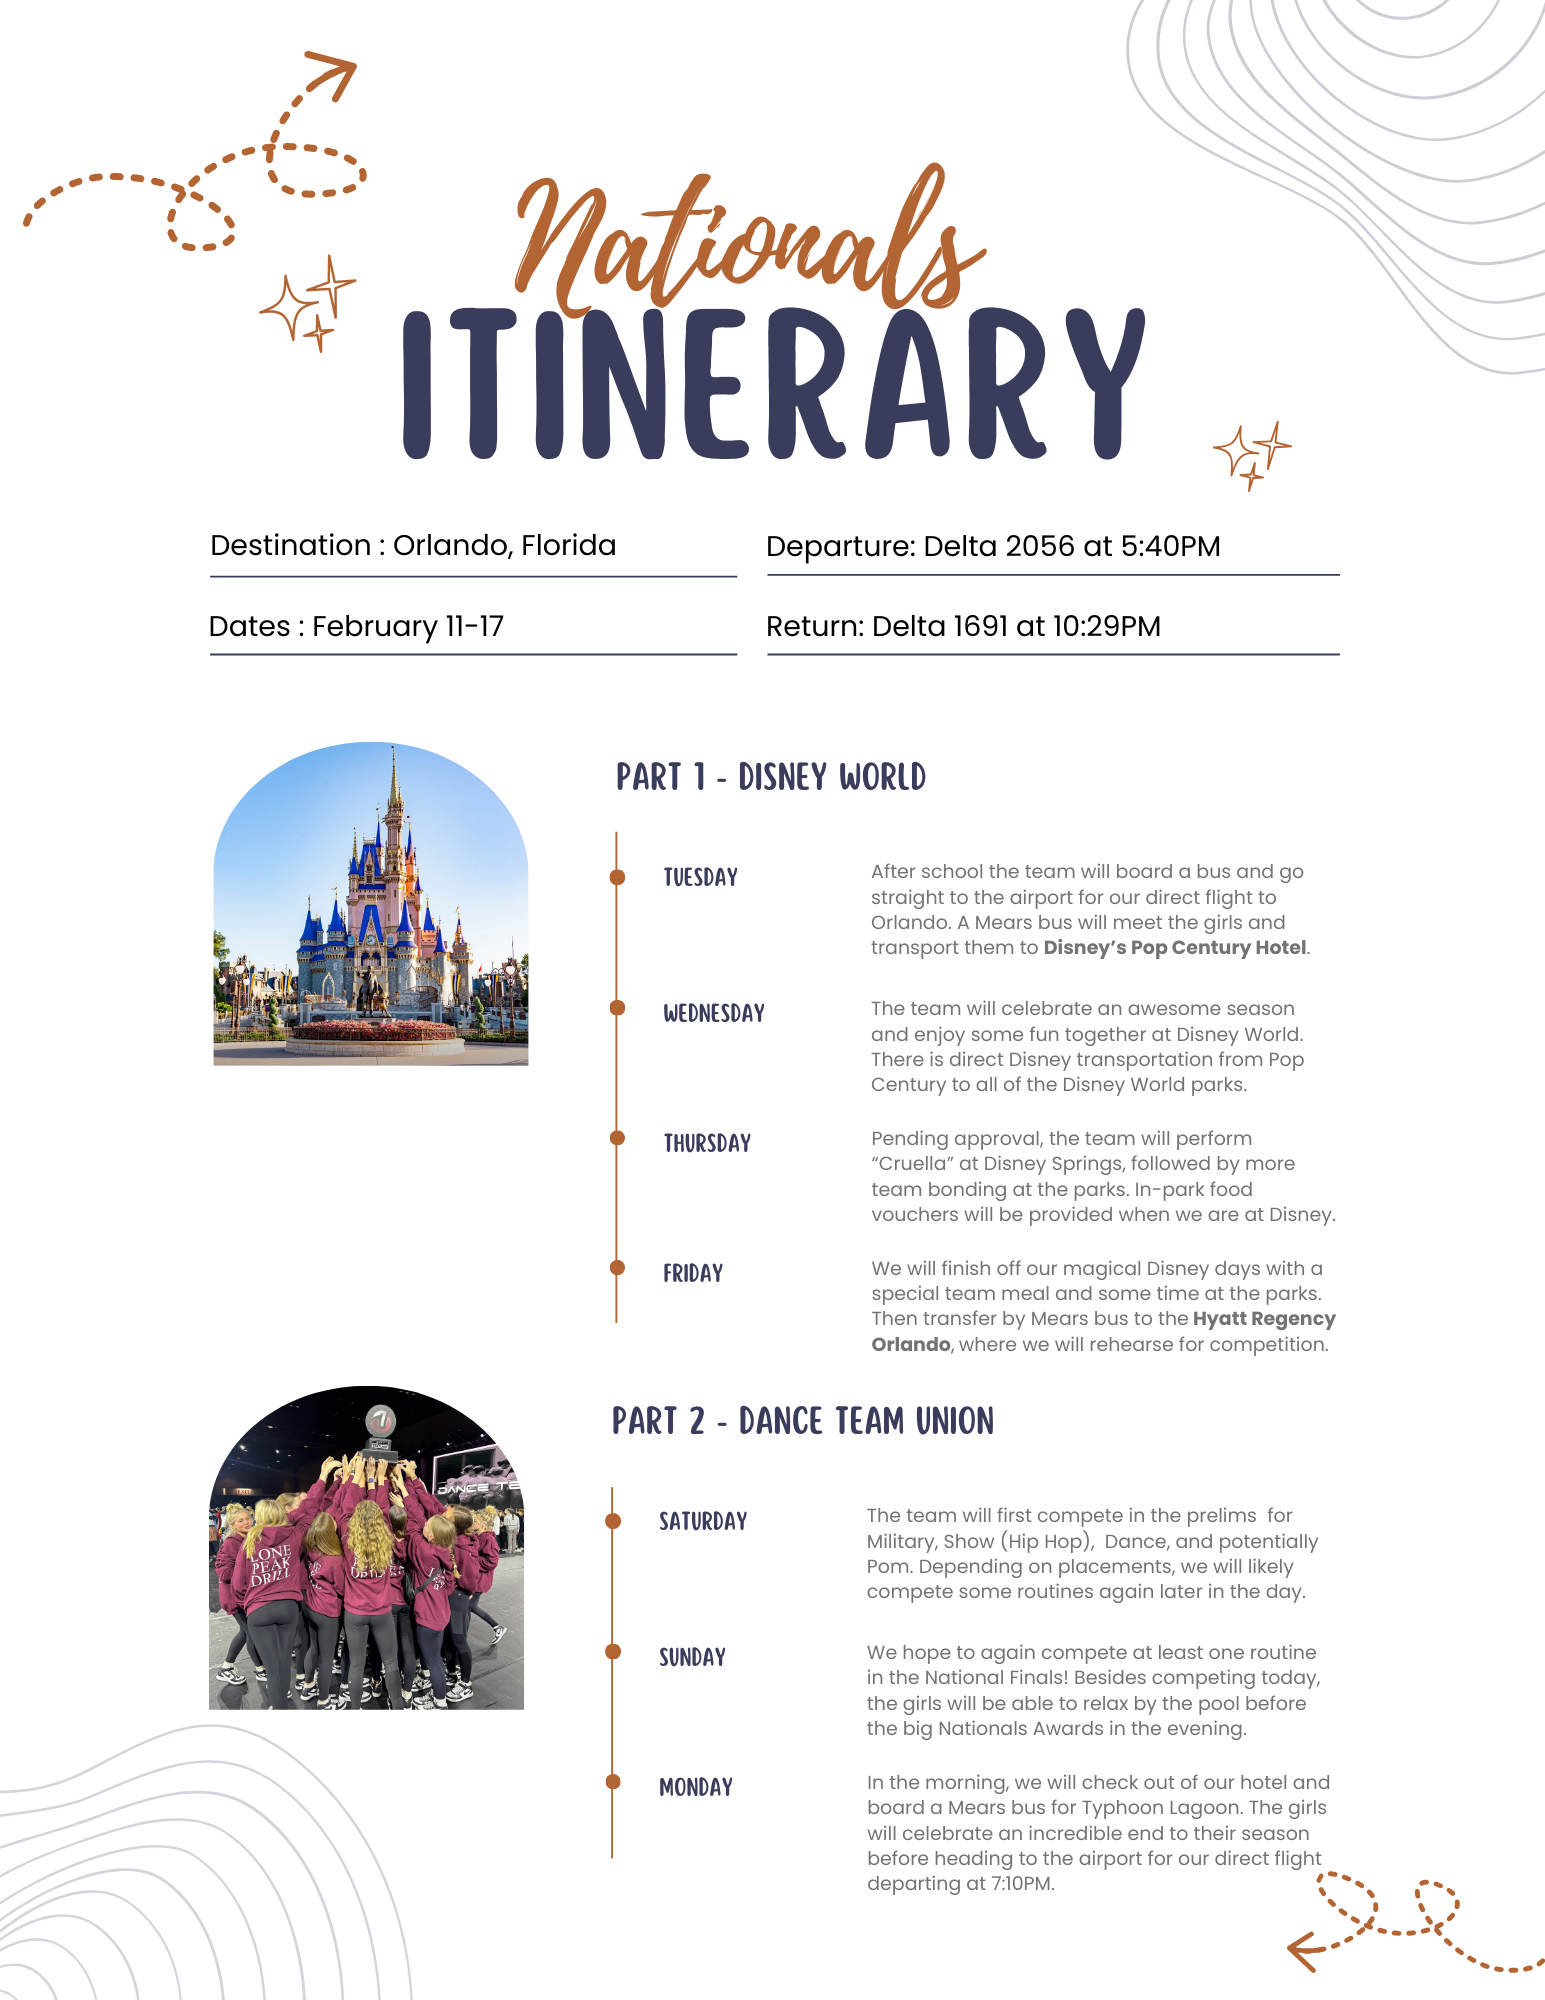 Nationals
ITINERARY
Destination : Orlando, Florida
Departure: Delta 2056 at 5:40PM
Dates : February 11-17
Return: Delta 1691 at 10:29PM
PART 1 - DISNEY WORLD
TUESDAY
After school the team will board a bus and go
straight to the airport for our direct flight to
Orlando. A Mears bus will meet the girls and
transport them to Disney's Pop Century Hotel.
WEDNESDAY
The team will celebrate an awesome season
and enjoy some fun together at Disney World.
There is direct Disney transportation from Pop
Century to all of the Disney World parks.
THURSDAY
Pending approval, the team will perform
“Cruella” at Disney Springs, followed by more
team bonding at the parks. In-park food
vouchers will be provided when we are at Disney.
FRIDAY
We will finish off our magical Disney days with a
special team meal and some time at the parks.
Then transfer by Mears bus to the Hyatt Regency
Orlando, where we will rehearse for competition.
PART 2 - DANCE TEAM UNION
DANCE TE
LONE
PEAK
DRILL
SATURDAY
The team will first compete in the prelims  for
Military, Show (Hip Hop),  Dance, and potentially
Pom. Depending on placements, we will likely
compete some routines again later in the day.
SUNDAY
We hope to again compete at least one routine
in the National Finals! Besides competing today,
the girls will be able to relax by the pool before
the big Nationals Awards in the evening.
MONDAY
In the morning, we will check out of our hotel and
board a Mears bus for Typhoon Lagoon. The girls
will celebrate an incredible end to their season
before heading to the airport for our direct flight
departing at 7:10PM.